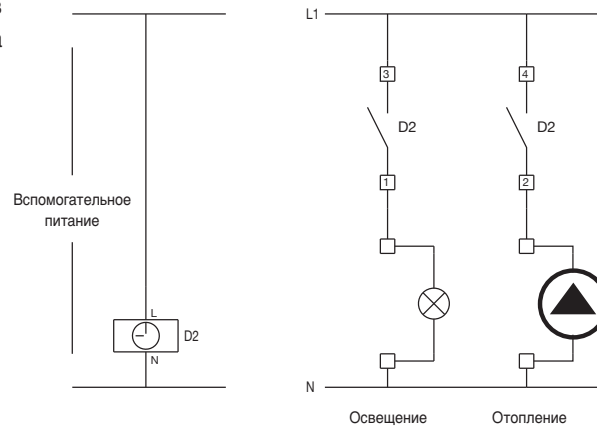 в
а
L1
3
4
D2
D2
1
2
Вспомогательное
питание
L
D2
N
N
Освещение
Отопление